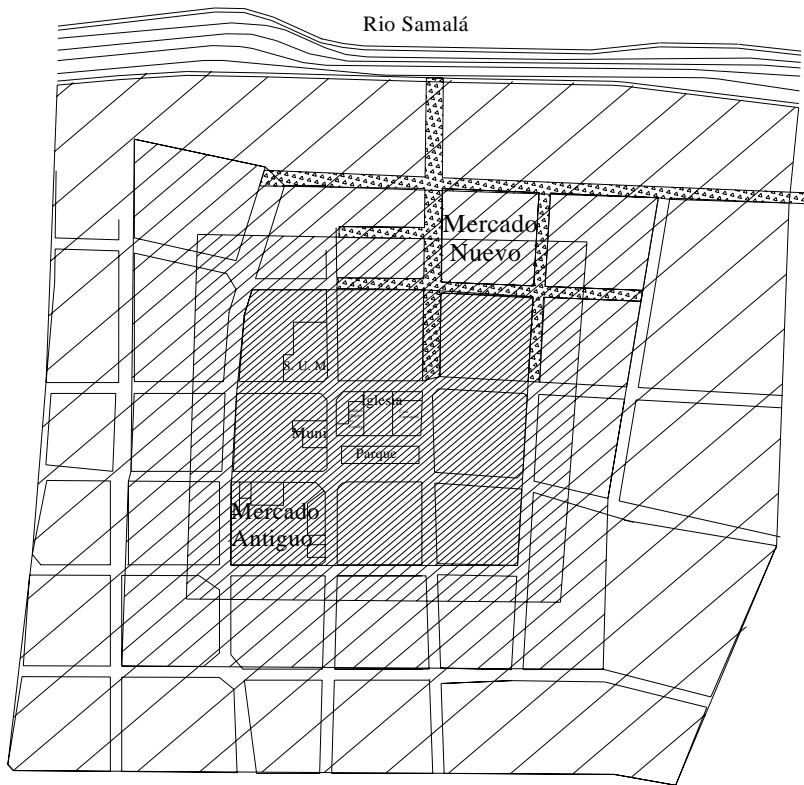 Rio Samalá
Mercado
Nuevo
S. U. M.
Iglesia
Muni
Parque
Mercado
Antiguo